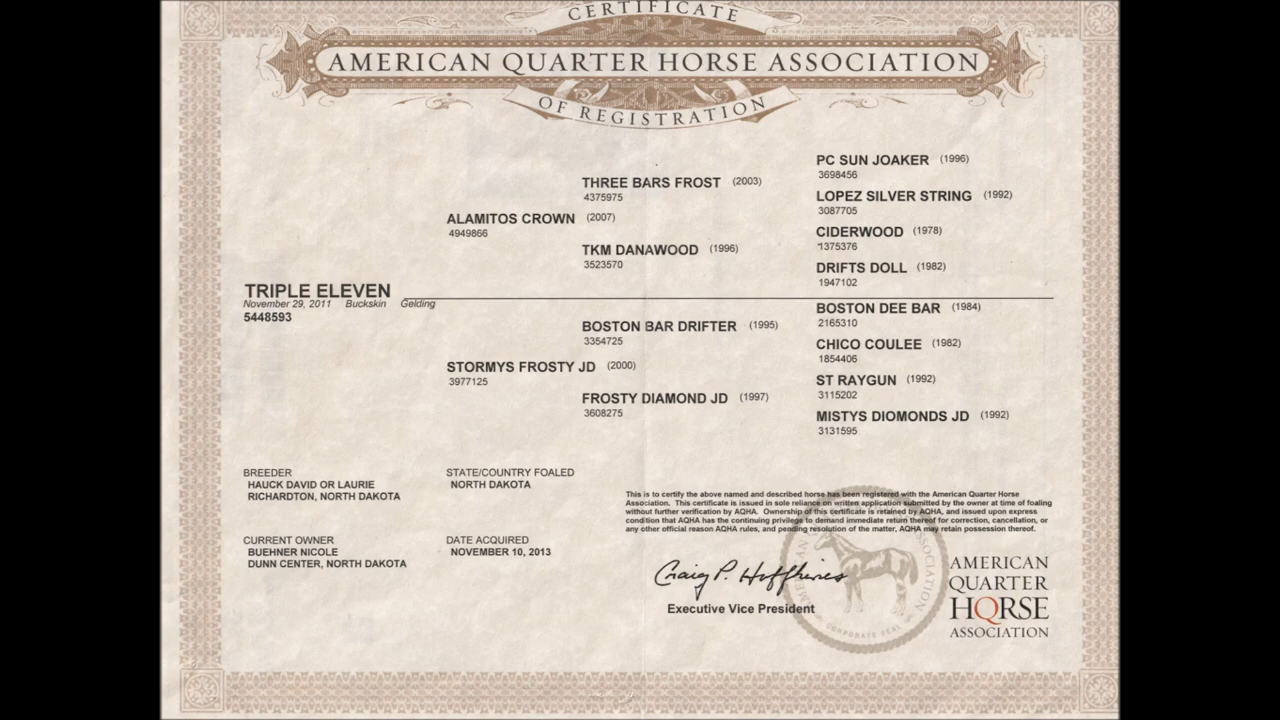 CERTIFICATE
AMERICAN QUARTER HORSE ASSOCIATION
OF REGISTRATION
PC SUN JOAKER (1996)
3698456
THREE BARS FROST (2003)
4375975
LOPEZ SILVER STRING (1992)
3087705
ALAMITOS CROWN (2007)
4949866
CIDERWOOD (1978)
1375376
TKM DANAWOOD (1996)
3523570
DRIFTS DOLL (1982)
1947102
TRIPLE ELEVEN
November 29, 2011 Buckskin Gelding
5448593
BOSTON DEE BAR (1984)
2165310
BOSTON BAR DRIFTER (1995)
3354725
CHICO COULEE (1982)
1854406
STORMYS FROSTY JD (2000)
3977125
ST RAYGUN (1992)
3115202
FROSTY DIAMOND JD (1997)
3608275
MISTYS DIOMONDS JD (1992)
3131595
BREEDER
HAUCK DAVID OR LAURIE
RICHARDTON, NORTH DAKOTA
STATE/COUNTRY FOALED
NORTH DAKOTA
CURRENT OWNER
BUEHNER NICOLE
DUNN CENTER, NORTH DAKOTA
DATE ACQUIRED
NOVEMBER 10, 2013
This is to certify the above named and described horse has been registered with the American Quarter Horse
Association. This certificate is issued in sole reliance on written application submitted by the owner at time of foaling
without further verification by AQHA. Ownership of this certificate is retained by AQHA, and issued upon express
condition that AQHA has the continuing privilege to demand immediate return thereof for correction, cancellation, or
any other official reason AQHA rules, and pending resolution of the matter, AQHA may retain possession thereof.
Craig P. Huffhines
Executive Vice President
CORPORATE SEAL
AMERICAN
QUARTER
HORSE
ASSOCIATION